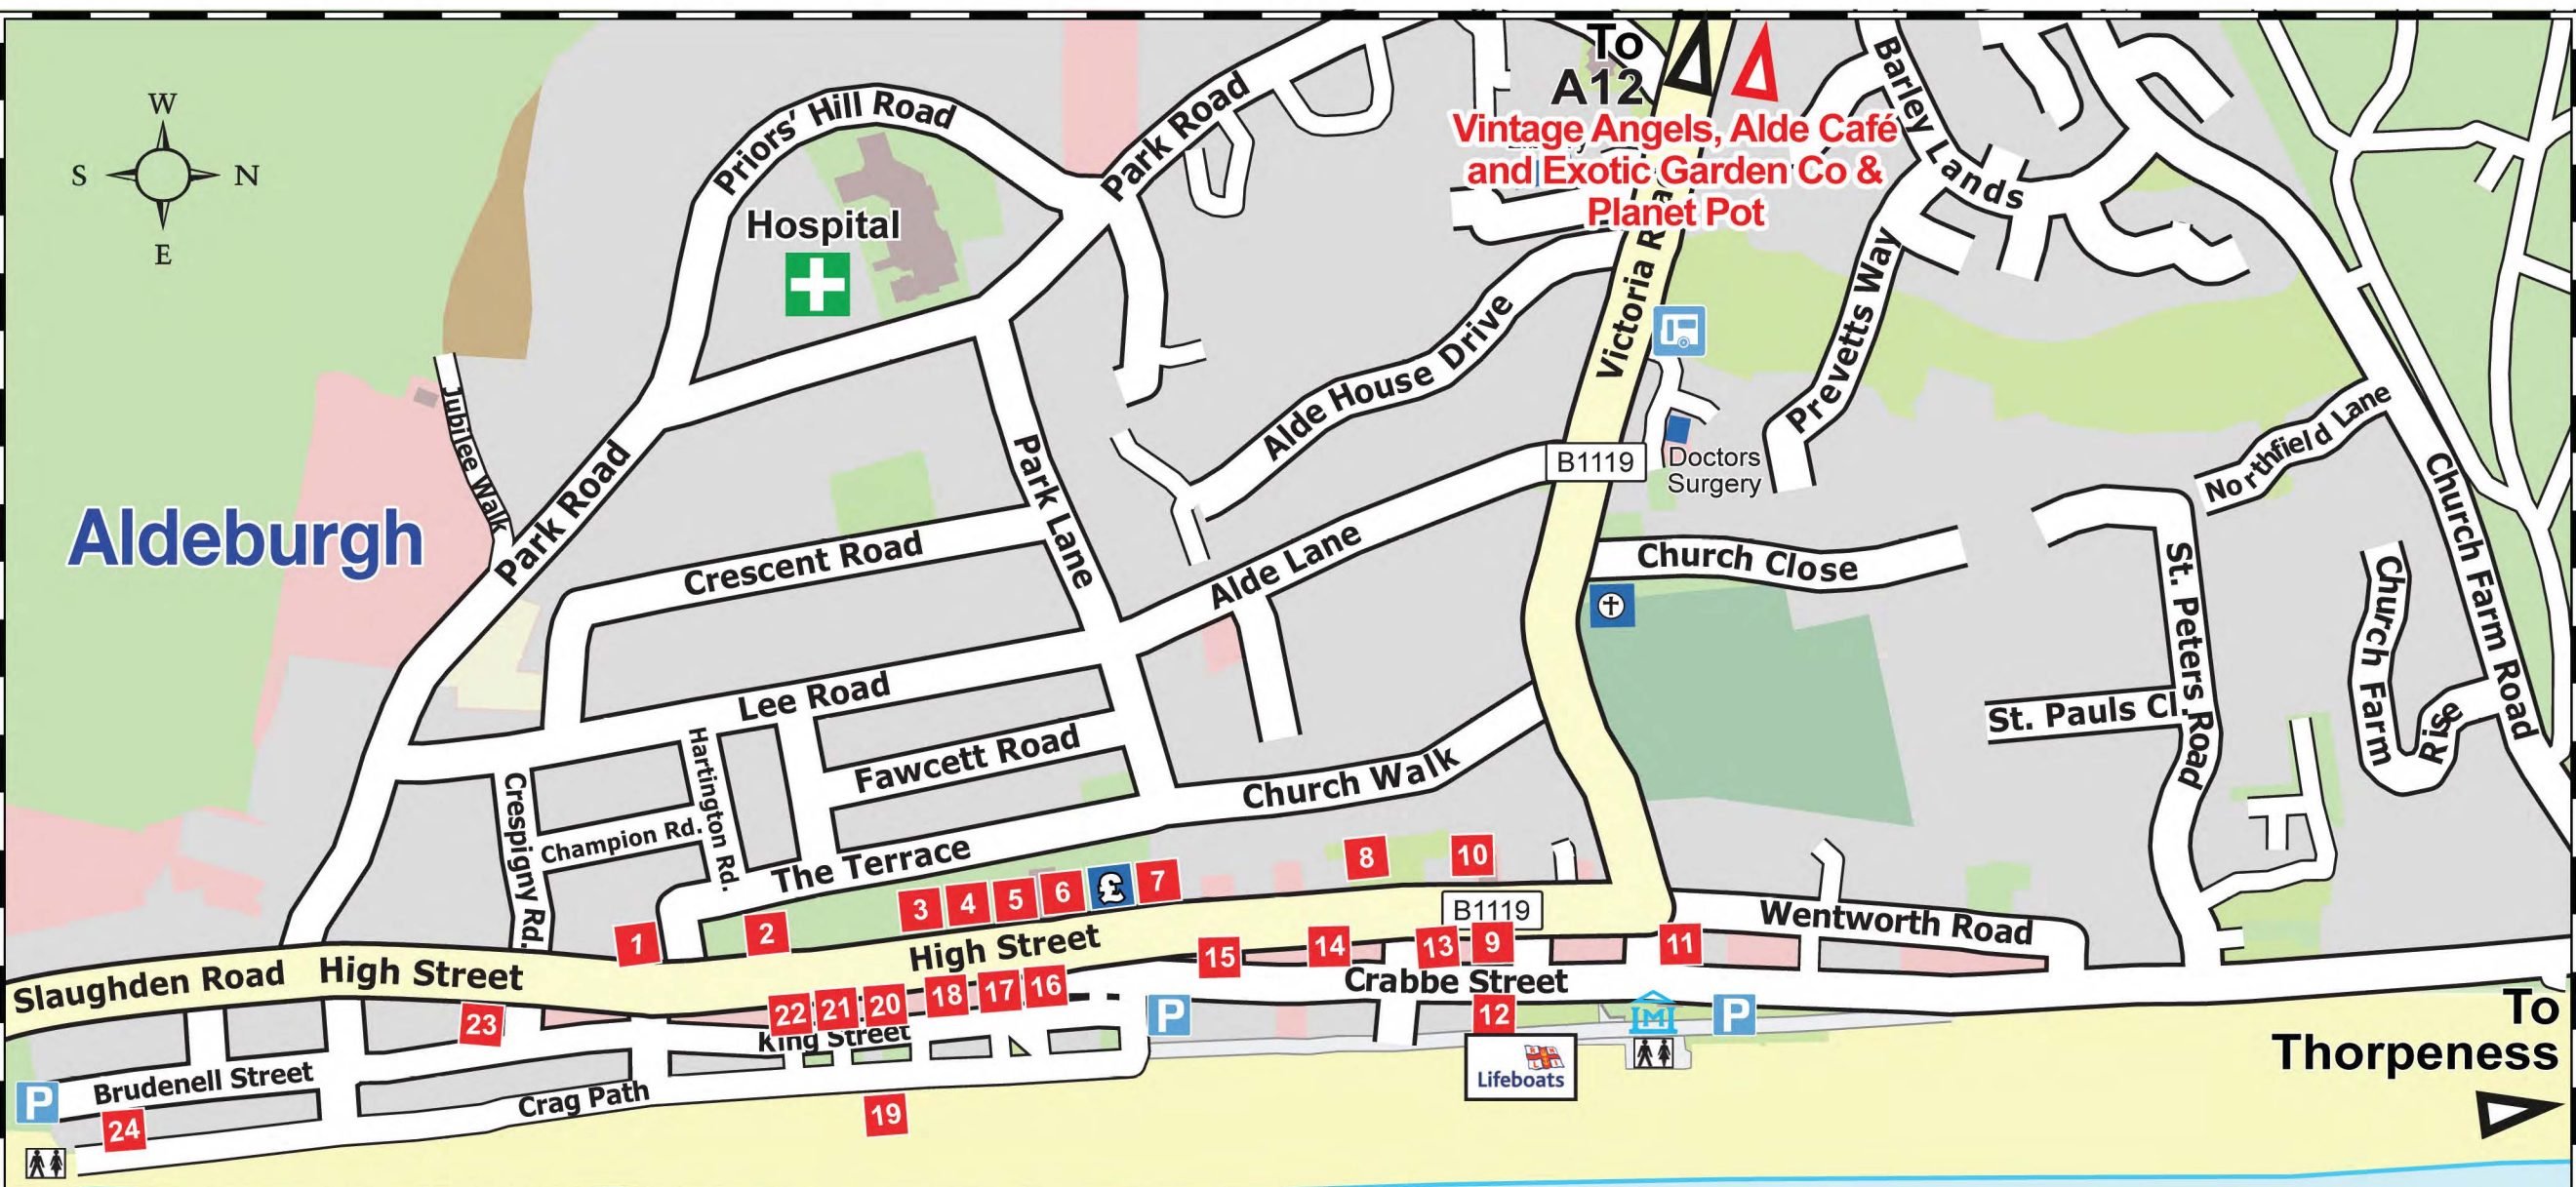 W
S
N
E
To
A12
Vintage Angels, Alde Café
and Exotic Garden Co &
Planet Pot
Barley Lands
Priors' Hill Road
Park Road
Hospital
Victoria
Alde House Drive
Prevetts Way
Northfield Lane
Jubilee Walk
Aldeburgh
Park Road
Park Lane
B1119
Doctors
Surgery
Church Farm Road
Crescent Road
Alde Lane
Church Close
St. Peters Road
Church Farm
Rise
St. Pauls Cl.
Lee Road
Hartington Rd.
Fawcett Road
Church Walk
Crespigny Rd.
Champion Rd.
The Terrace
8
10
3
4
5
6
£
7
1
2
B1119
High Street
Wentworth Road
Slaughden Road
High Street
15
14
13
9
11
Crabbe Street
22
21
20
18
17
16
23
King Street
P
12
M
P
To
Thorpeness
Brudenell Street
Crag Path
Lifeboats
P
24
19